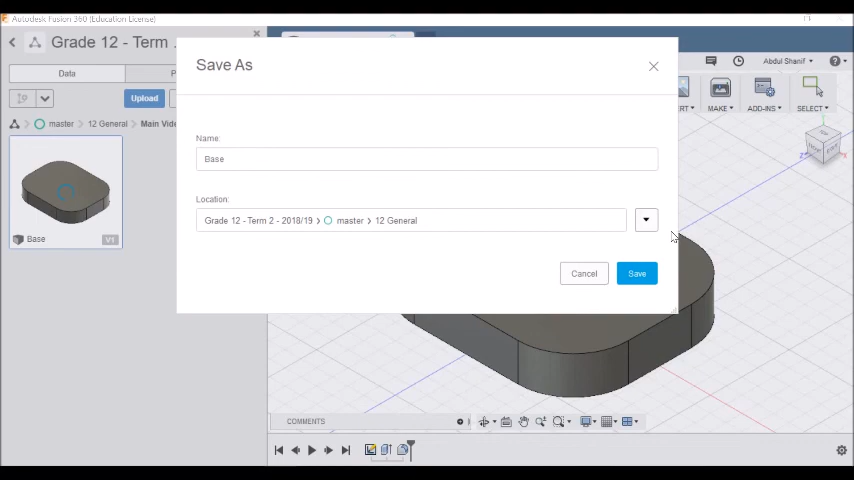 Autodesk Fusion 360 (Education License)
Grade 12 - Term
Save As
Abdul Shanif
Data
P
Upload
MAKE
ADD-INS
SELECT
master > 12 General > Main Vide
Name:
Base
Location:
Grade 12 - Term 2 - 2018/19 > master > 12 General
Base
V1
Cancel
Save
COMMENTS